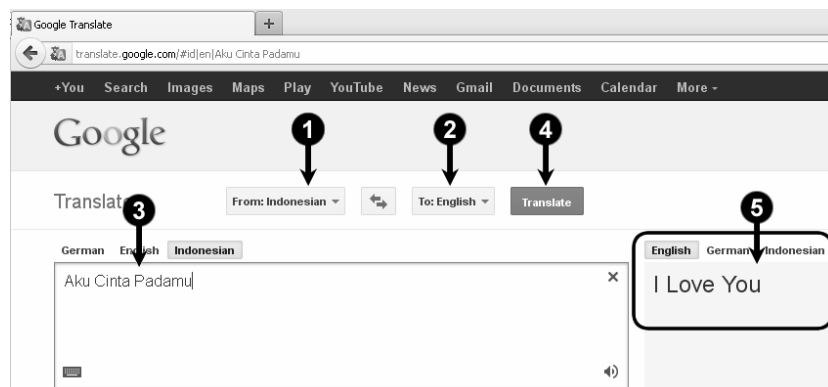 Google Translate +
translate.google.com/#id|en|Aku Cinta Padamu
+You Search Images Maps Play YouTube News Gmail Documents Calendar More
Google
1 2 4
Translate From: Indonesian To: English Translate
3 5
German English Indonesian English German Indonesian
Aku Cinta Padamu × I Love You